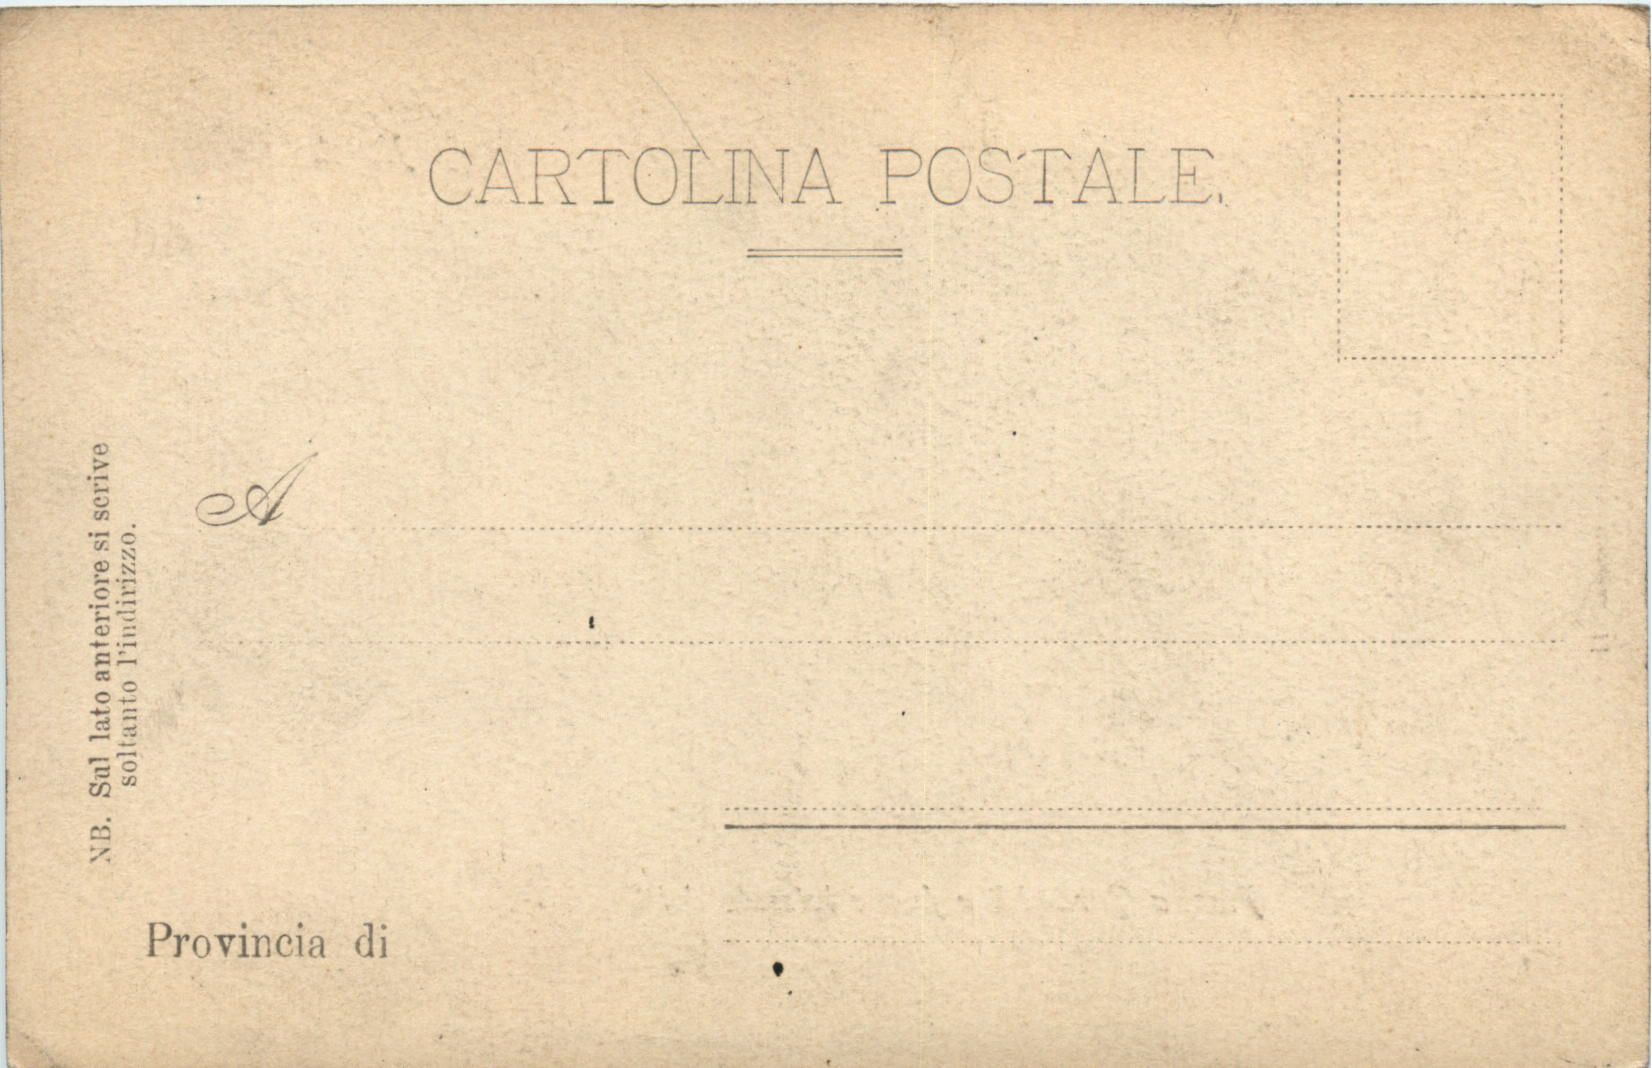 CARTOLINA POSTALE.
A
NB. Sul lato anteriore si scrive
soltanto l'indirizzo.
Provincia di